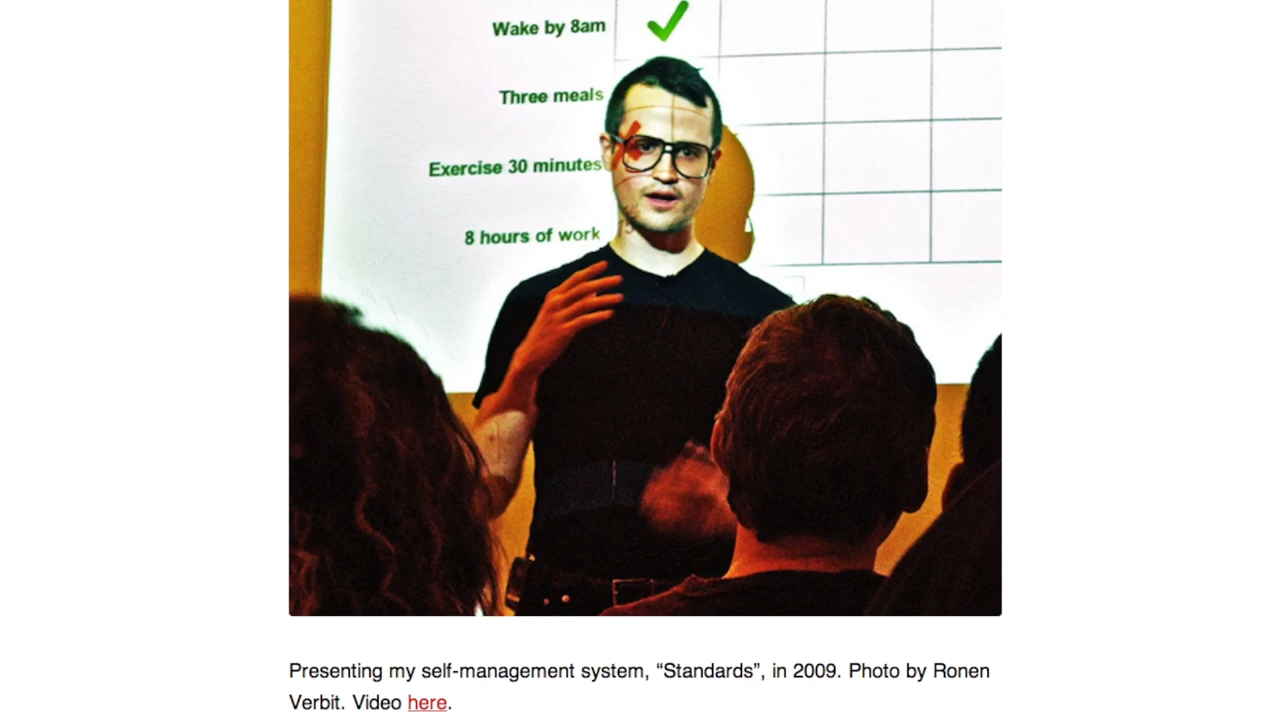 Wake by 8am
Three meals
Exercise 30 minutes
8 hours of work
Presenting my self-management system, “Standards”, in 2009. Photo by Ronen
Verbit. Video here.